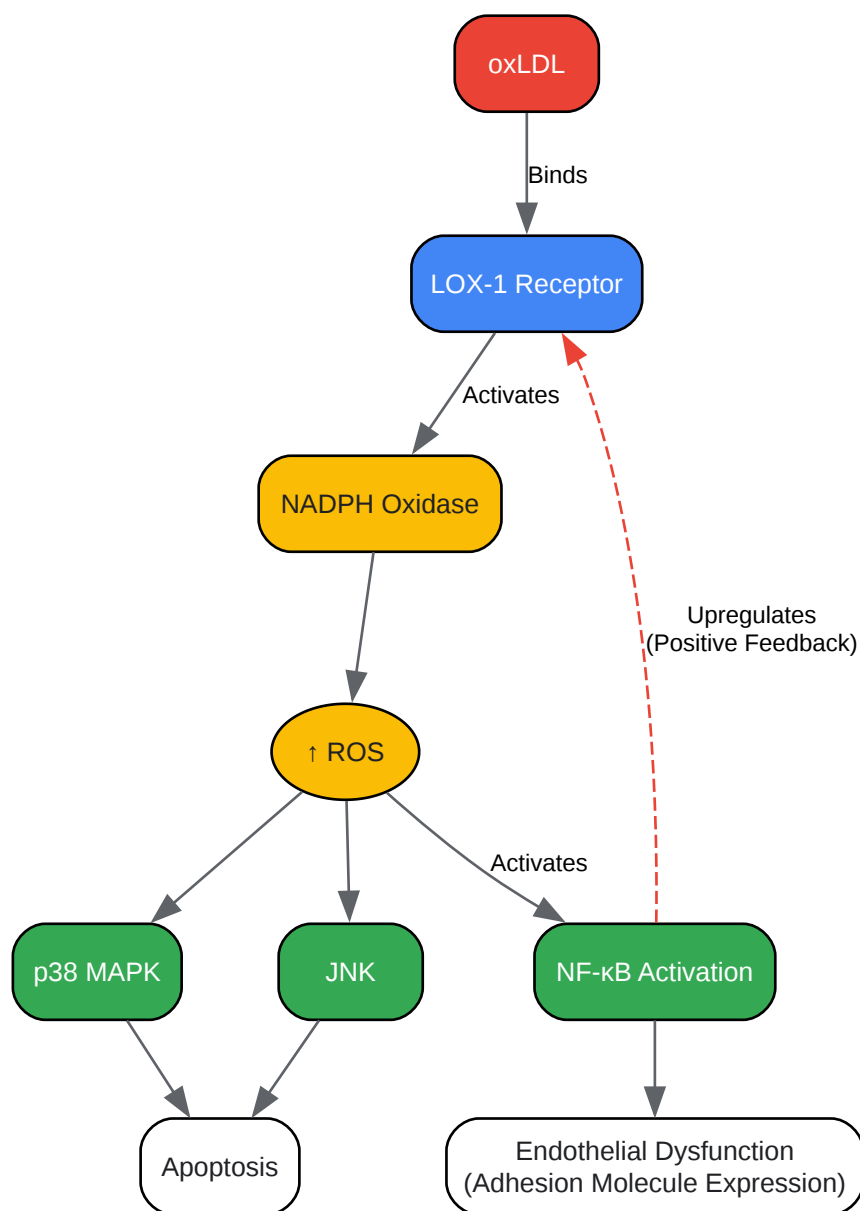 oxLDL
Binds
LOX-1 Receptor
Activates
NADPH Oxidase
Upregulates
(Positive Feedback)
↑ ROS
Activates
p38 MAPK
JNK
NF-κB Activation
Apoptosis
Endothelial Dysfunction
(Adhesion Molecule Expression)